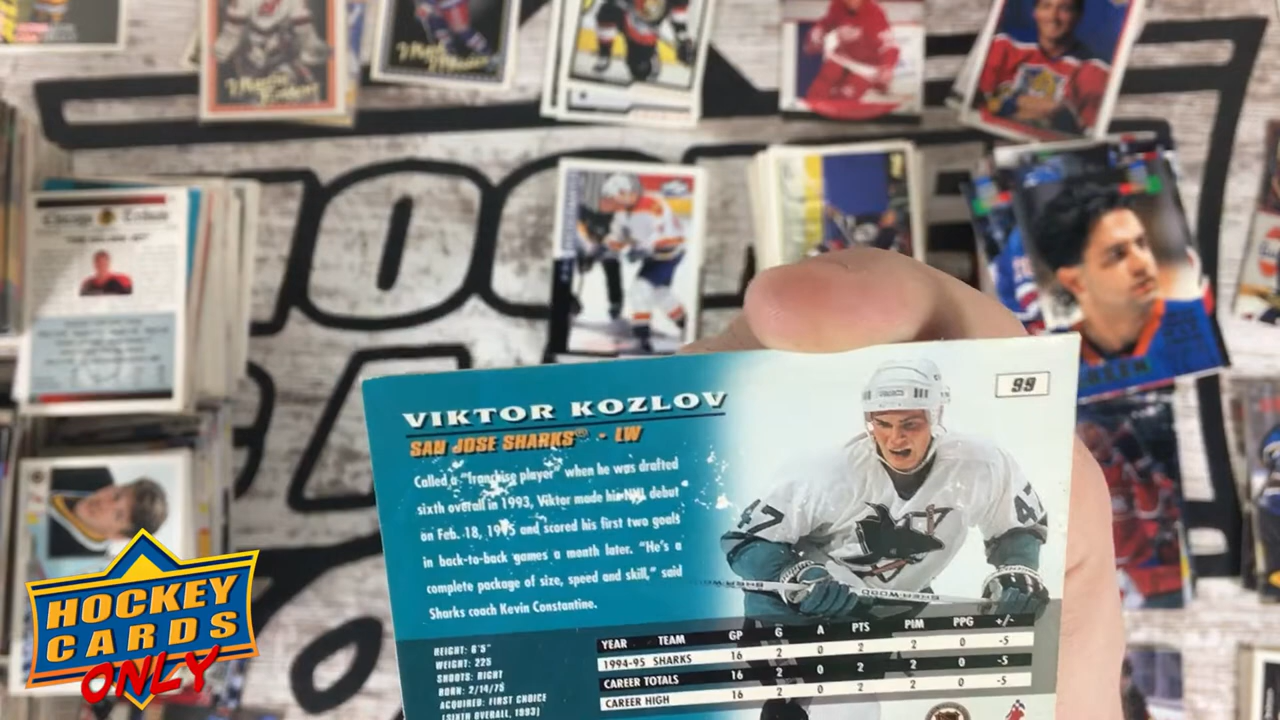 Chicago Tribune
VIKTOR KOZLOV
SAN JOSE SHARKS® - LW
99
Called a "franchise player" when he was drafted
sixth overall in 1993, Viktor made his NHL debut
on Feb. 18, 1995 and scored his first two goals
in back-to-back games a month later. "He's a
complete package of size, speed and skill," said
Sharks coach Kevin Constantine.
47
47
SHERWOOD
HEIGHT: 6'5"
WEIGHT: 225
SHOOTS: RIGHT
BORN: 2/14/75
ACQUIRED: FIRST CHOICE
(SIXTH OVERALL, 1993)
YEAR TEAM GP G A PTS PIM PPG +/-
1994-95 SHARKS 16 2 0 2 2 0 -5
CAREER TOTALS 16 2 0 2 2 0 -5
CAREER HIGH 16 2 0 2 2 0 -5
HOCKEY
CARDS
ONLY